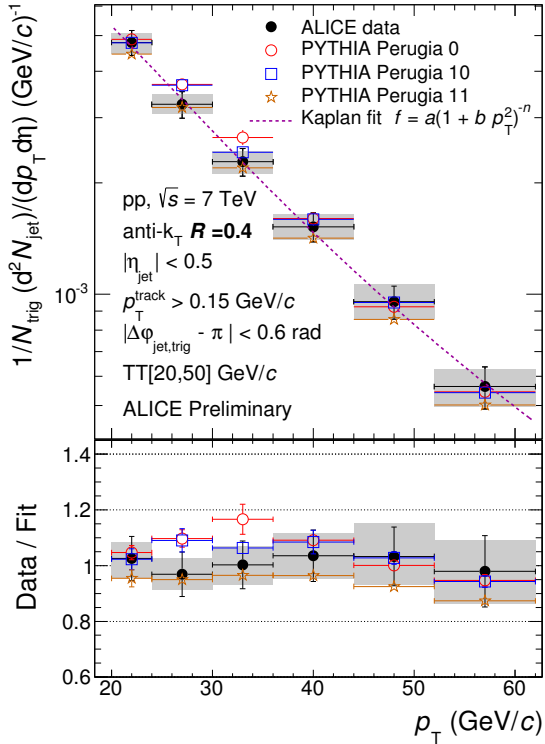 1/N_trig (d²N_jet)/(dp_T dη) (GeV/c)⁻¹
ALICE data
PYTHIA Perugia 0
PYTHIA Perugia 10
PYTHIA Perugia 11
Kaplan fit f = a(1 + b p_T²)⁻ⁿ
pp, √s = 7 TeV
anti-k_T R =0.4
|η_jet| < 0.5
p_T^track > 0.15 GeV/c
|Δφ_jet,trig - π| < 0.6 rad
TT[20,50] GeV/c
ALICE Preliminary
10⁻³
Data / Fit
1.4
1.2
1
0.8
0.6
20 30 40 50 60
p_T (GeV/c)